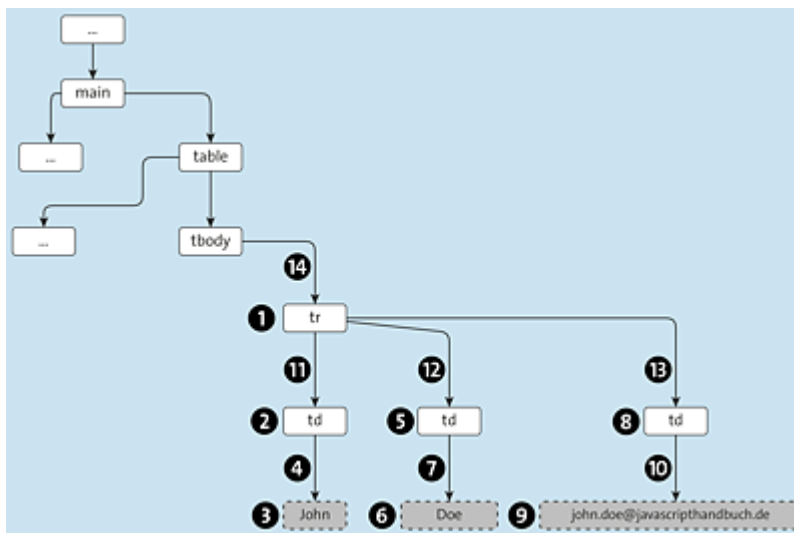 ...
main
...
table
...
tbody
14
1 tr
11 12 13
2 td 5 td 8 td
4 7 10
3 John 6 Doe 9 john.doe@javascripthandbuch.de